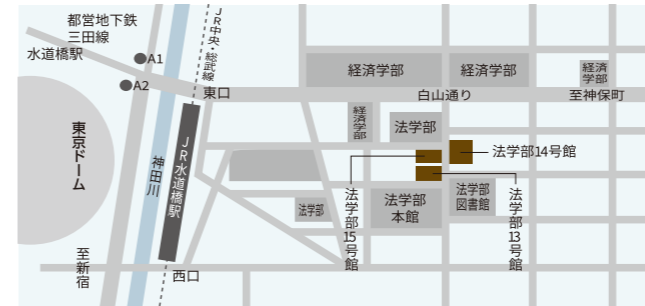 都営地下鉄
三田線
水道橋駅
A1
A2
JR中央・総武線
東口
経済学部
経済学部
経済
学部
白山通り
至神保町
経済学部
法学部
法学部14号館
東京ドーム
神田川
JR水道橋駅
法学部
法学部15号館
法学部
本館
法学部
図書館
法学部13号館
至新宿
西口